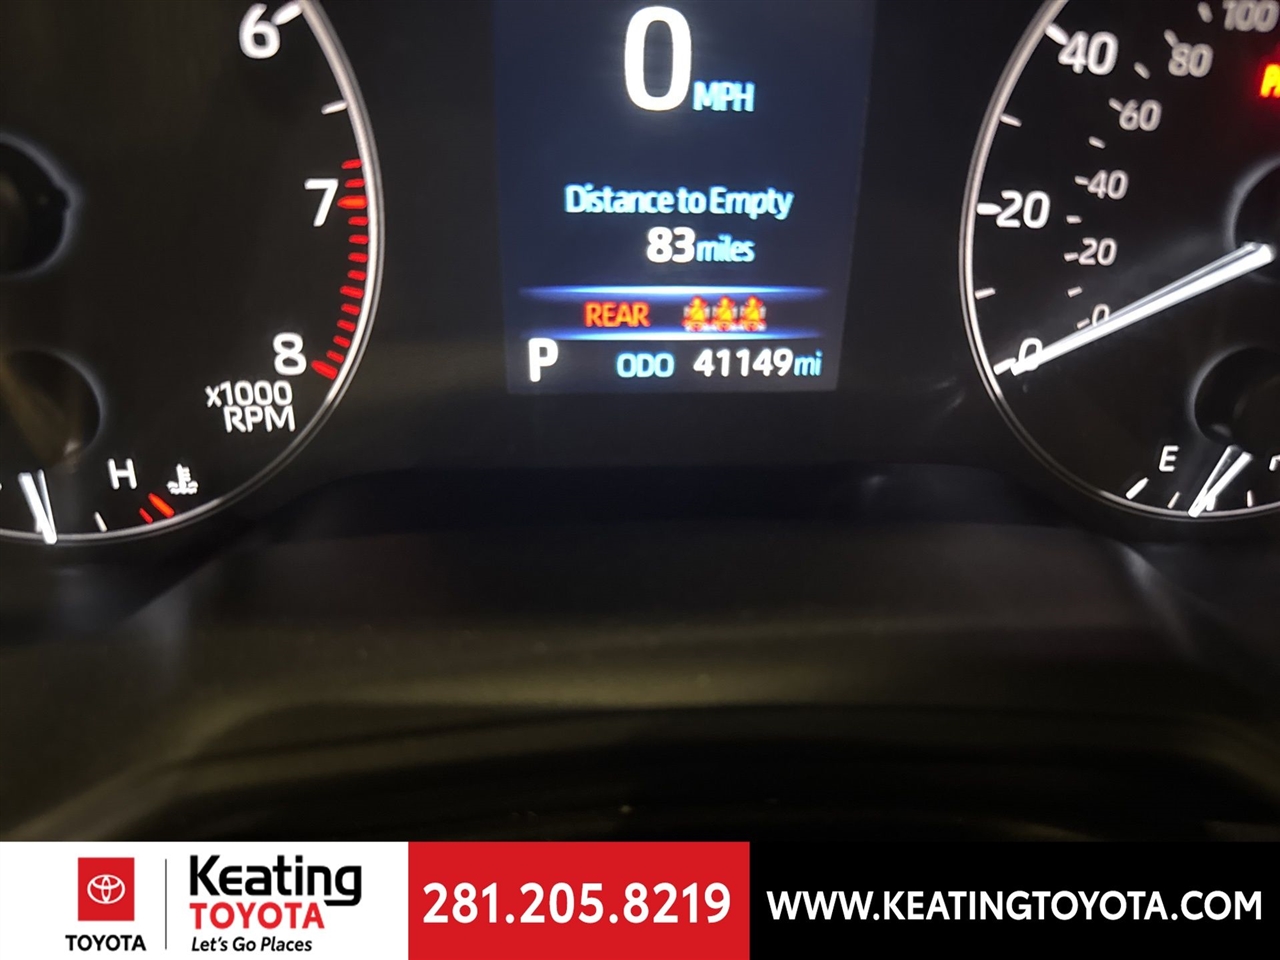 6
7
8
x1000
RPM
H
0 MPH
Distance to Empty
83 miles
REAR
P ODO 41149 mi
100
80
60
40
20
0
40
20
0
E
Keating
TOYOTA
Let's Go Places
TOYOTA
281.205.8219
WWW.KEATINGTOYOTA.COM